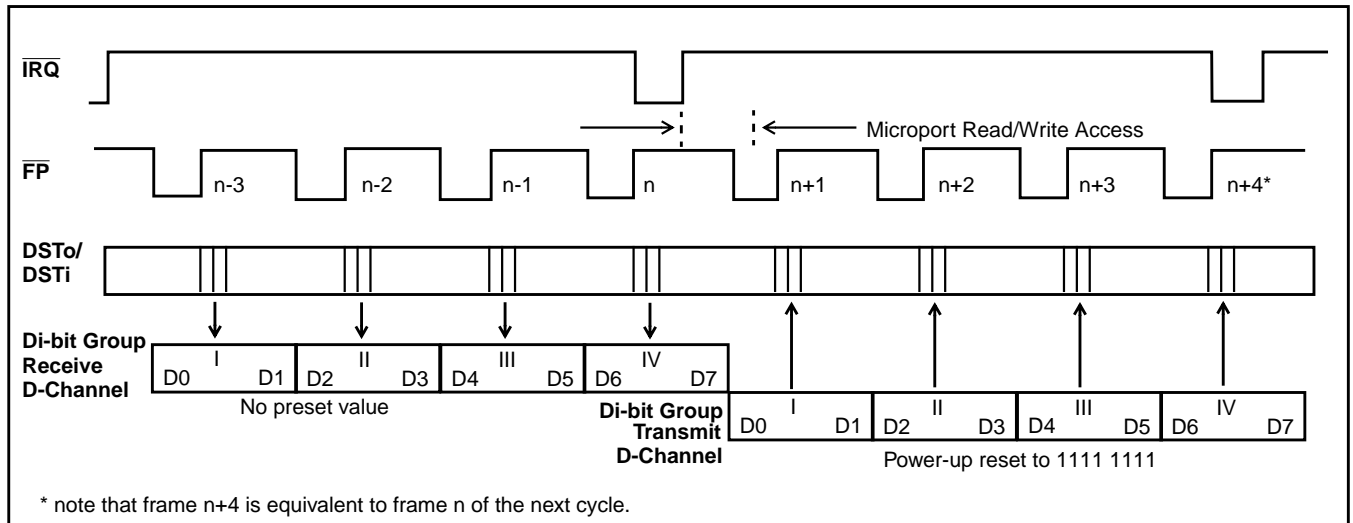 IRQ
Microport Read/Write Access
FP
n-3 n-2 n-1 n n+1 n+2 n+3 n+4*
DSTo/
DSTi
Di-bit Group
Receive
D-Channel
I II III IV
D0 D1 D2 D3 D4 D5 D6 D7
No preset value
Di-bit Group
Transmit
D-Channel
I II III IV
D0 D1 D2 D3 D4 D5 D6 D7
Power-up reset to 1111 1111
* note that frame n+4 is equivalent to frame n of the next cycle.